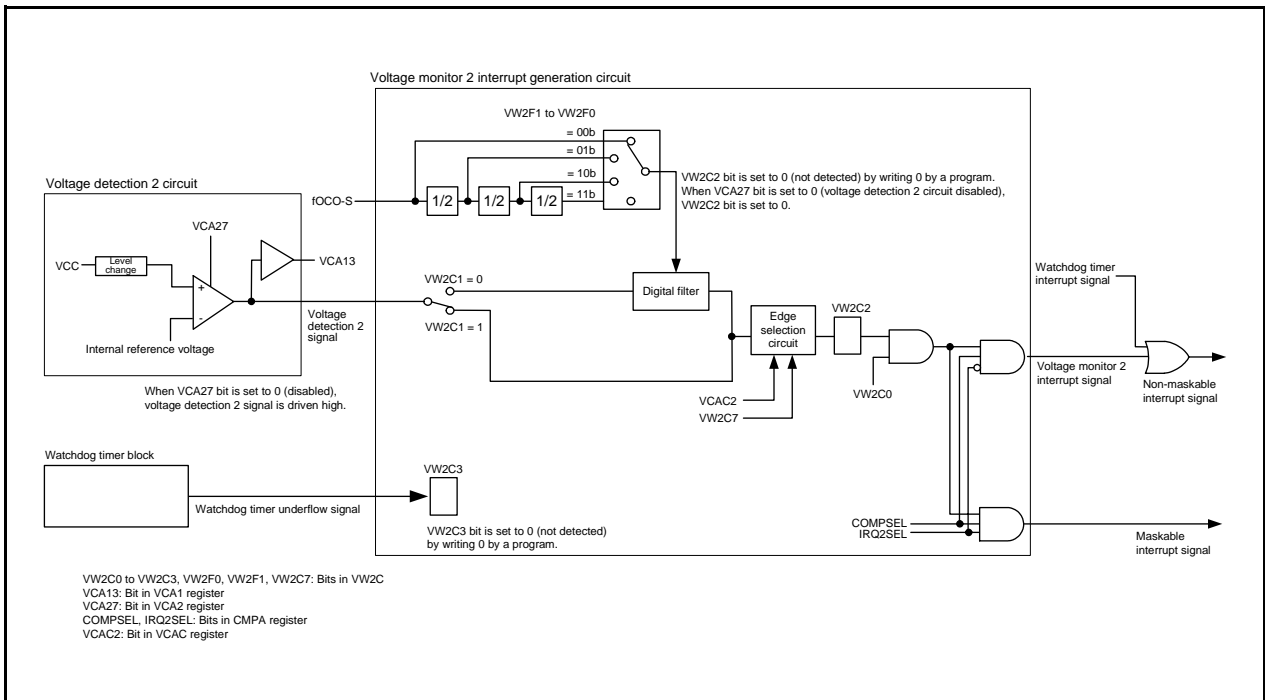 Voltage monitor 2 interrupt generation circuit
VW2F1 to VW2F0
= 00b
= 01b
= 10b
= 11b
fOCO-S
1/2
1/2
1/2
VW2C2 bit is set to 0 (not detected) by writing 0 by a program.
When VCA27 bit is set to 0 (voltage detection 2 circuit disabled),
VW2C2 bit is set to 0.
Voltage detection 2 circuit
VCA27
VCC
Level
change
+
-
VCA13
Internal reference voltage
Voltage
detection 2
signal
When VCA27 bit is set to 0 (disabled),
voltage detection 2 signal is driven high.
VW2C1 = 0
VW2C1 = 1
Digital filter
Edge
selection
circuit
VW2C2
VCAC2
VW2C7
VW2C0
Watchdog timer
interrupt signal
Voltage monitor 2
interrupt signal
Non-maskable
interrupt signal
Watchdog timer block
Watchdog timer underflow signal
VW2C3
VW2C3 bit is set to 0 (not detected)
by writing 0 by a program.
COMPSEL
IRQ2SEL
Maskable
interrupt signal
VW2C0 to VW2C3, VW2F0, VW2F1, VW2C7: Bits in VW2C
VCA13: Bit in VCA1 register
VCA27: Bit in VCA2 register
COMPSEL, IRQ2SEL: Bits in CMPA register
VCAC2: Bit in VCAC register